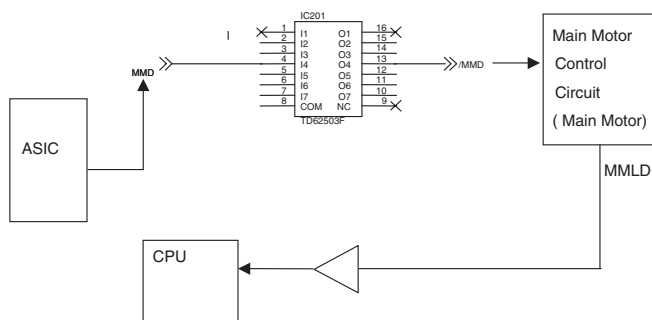 IC201
I
1 I1 O1 16
2 I2 O2 15
3 I3 O3 14
4 I4 O4 13
5 I5 O5 12
6 I6 O6 11
7 I7 O7 10
8 COM NC 9
TD62503F
MMD
/MMD
Main Motor
Control
Circuit
( Main Motor)
ASIC
MMLD
CPU